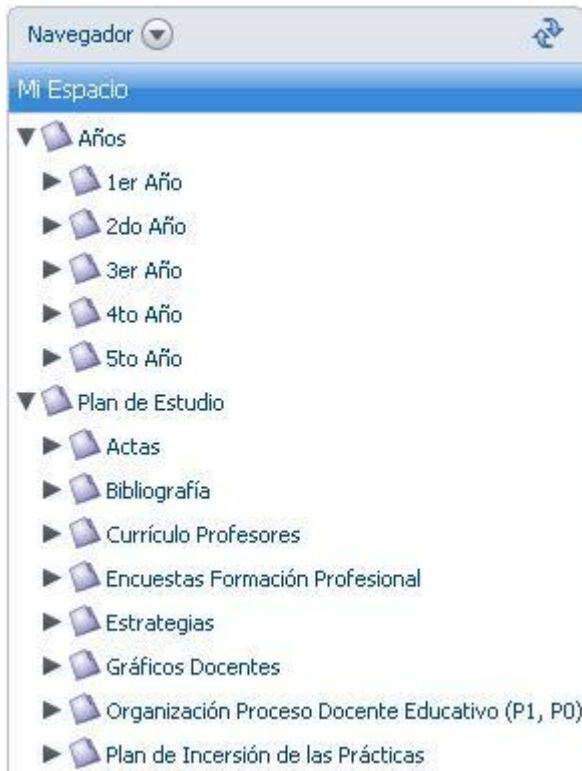 Navegador
Mi Espacio
Años
1er Año
2do Año
3er Año
4to Año
5to Año
Plan de Estudio
Actas
Bibliografía
Currículo Profesores
Encuestas Formación Profesional
Estrategias
Gráficos Docentes
Organización Proceso Docente Educativo (P1, P0)
Plan de Incersión de las Prácticas